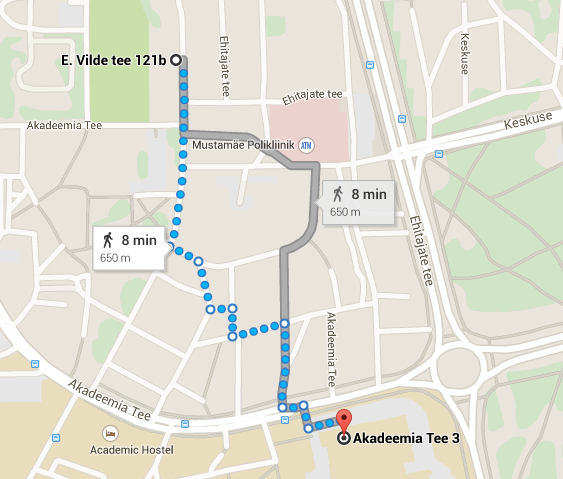 E. Vilde tee 121b
Ehitajate tee
Keskuse
Ehitajate tee
Akadeemia Tee
Mustamäe Polikliinik
ATM
Keskuse
8 min
650 m
8 min
650 m
Ehitajate tee
Akadeemia Tee
Akadeemia Tee
Academic Hostel
Akadeemia Tee 3